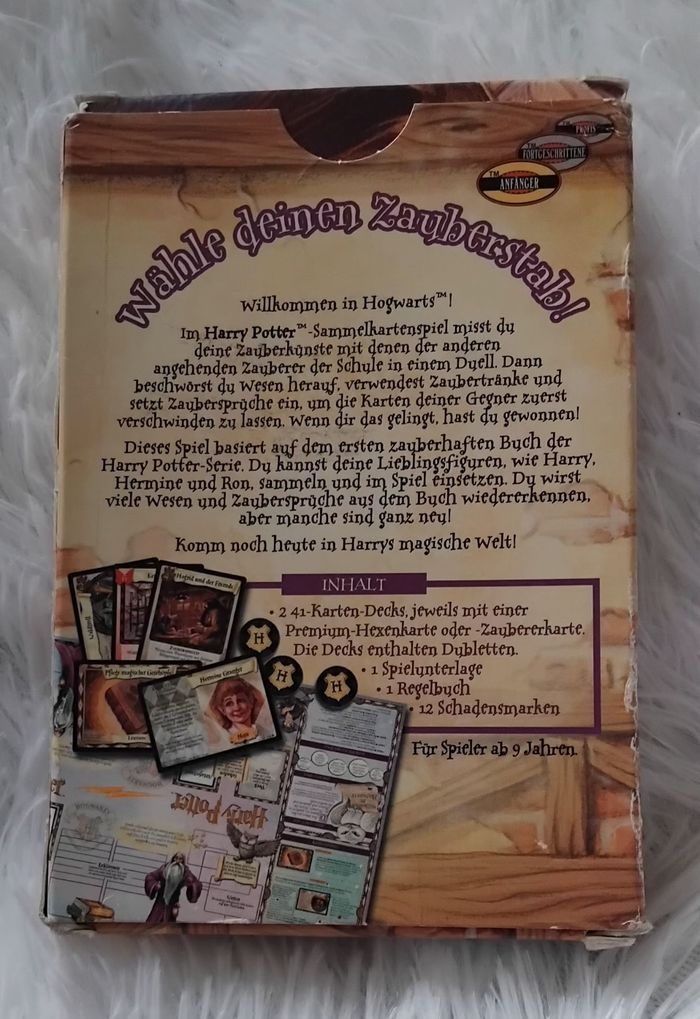 ™ PROFIS
™ FORTGESCHRITTENE
™ ANFÄNGER
Wähle deinen Zauberstab!
Willkommen in Hogwarts™!
Im Harry Potter™-Sammelkartenspiel misst du
deine Zauberkünste mit denen der anderen
angehenden Zauberer der Schule in einem Duell. Dann
beschwörst du Wesen herauf, verwendest Zaubertränke und
setzt Zaubersprüche ein, um die Karten deiner Gegner zuerst
verschwinden zu lassen. Wenn dir das gelingt, hast du gewonnen!
Dieses Spiel basiert auf dem ersten zauberhaften Buch der
Harry Potter-Serie. Du kannst deine Lieblingsfiguren, wie Harry,
Hermine und Ron, sammeln und im Spiel einsetzen. Du wirst
viele Wesen und Zaubersprüche aus dem Buch wiedererkennen,
aber manche sind ganz neu!
Komm noch heute in Harrys magische Welt!
INHALT
• 2 41-Karten-Decks, jeweils mit einer
Premium-Hexenkarte oder -Zaubererkarte.
Die Decks enthalten Dubletten.
• 1 Spielunterlage
• 1 Regelbuch
• 12 Schadensmarken
Für Spieler ab 9 Jahren.
Hagrid und der Fremde
Pflege magischer Geschöpfe
Lektion
Hermine Granger
Hexe
H
H
H
Harry Potter